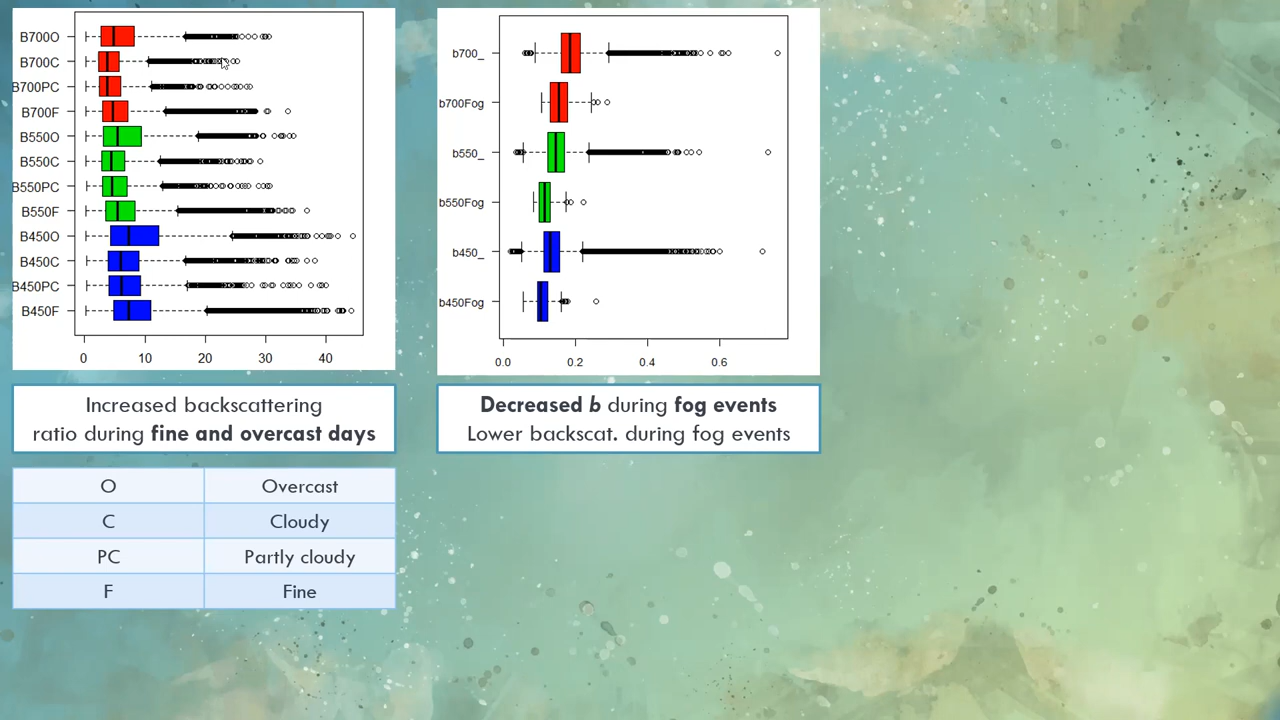 B700O
B700C
B700PC
B700F
B550O
B550C
B550PC
B550F
B450O
B450C
B450PC
B450F
0 10 20 30 40
b700_
b700Fog
b550_
b550Fog
b450_
b450Fog
0.0 0.2 0.4 0.6
Increased backscattering
ratio during fine and overcast days
Decreased b during fog events
Lower backscat. during fog events
O Overcast
C Cloudy
PC Partly cloudy
F Fine